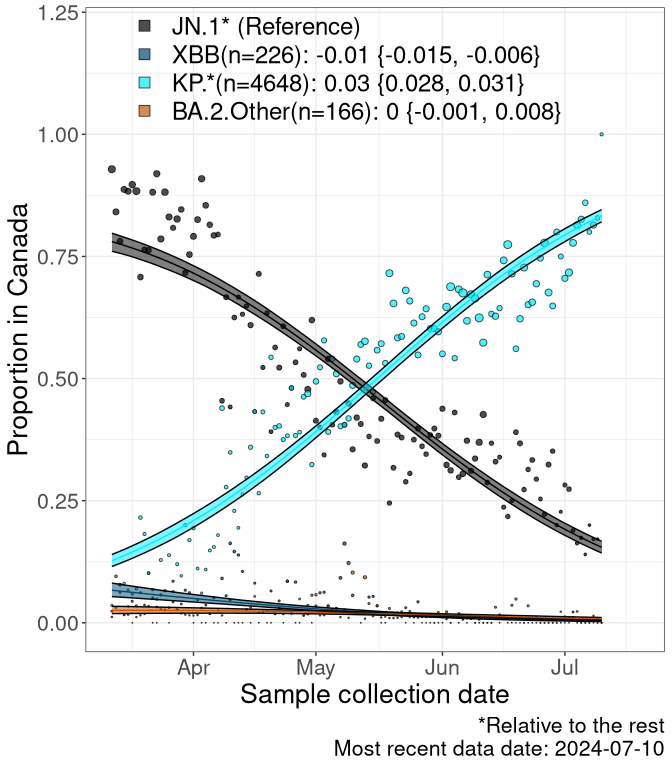 JN.1* (Reference)
XBB(n=226): -0.01 {-0.015, -0.006}
KP.*(n=4648): 0.03 {0.028, 0.031}
BA.2.Other(n=166): 0 {-0.001, 0.008}
Proportion in Canada
1.25
1.00
0.75
0.50
0.25
0.00
Apr May Jun Jul
Sample collection date
*Relative to the rest
Most recent data date: 2024-07-10